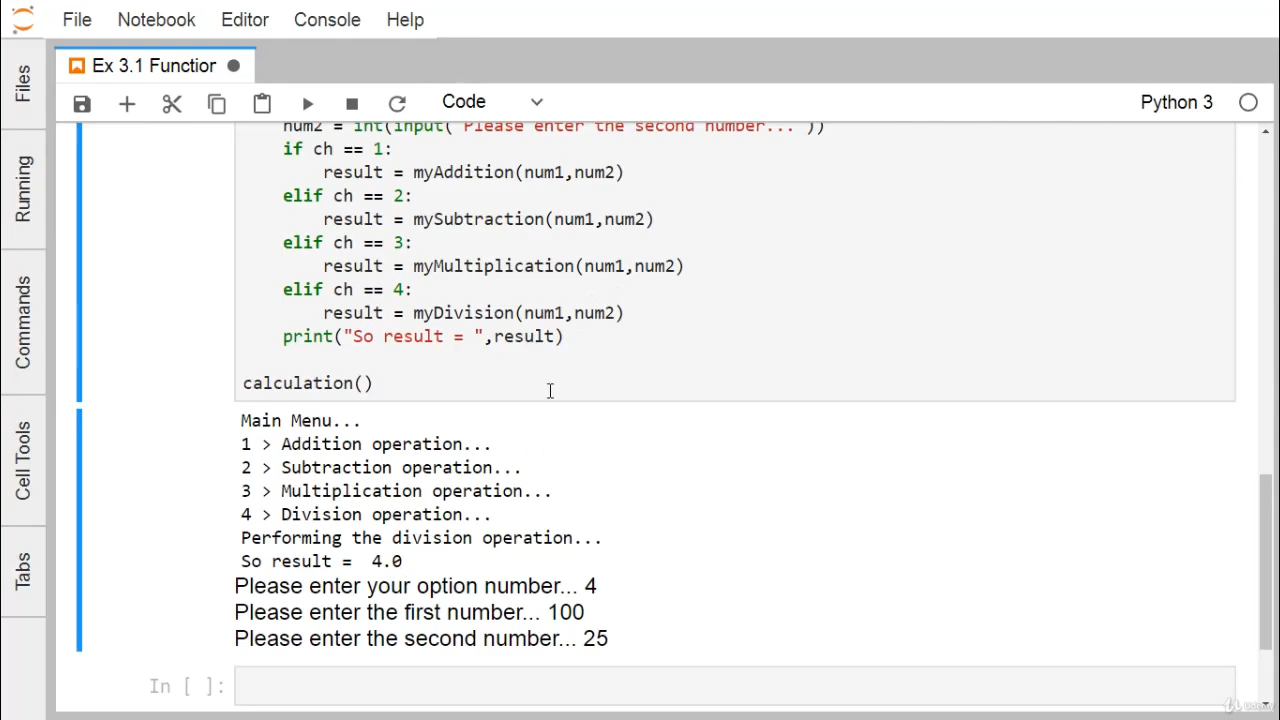 File Notebook Editor Console Help
Ex 3.1 Functior
Code
Python 3
Files
Running
Commands
Cell Tools
Tabs
num2 = int(input("Please enter the second number... "))
if ch == 1:
result = myAddition(num1,num2)
elif ch == 2:
result = mySubtraction(num1,num2)
elif ch == 3:
result = myMultiplication(num1,num2)
elif ch == 4:
result = myDivision(num1,num2)
print("So result = ",result)
calculation()
Main Menu...
1 > Addition operation...
2 > Subtraction operation...
3 > Multiplication operation...
4 > Division operation...
Performing the division operation...
So result =  4.0
Please enter your option number... 4
Please enter the first number... 100
Please enter the second number... 25
In [ ]:
Udemy